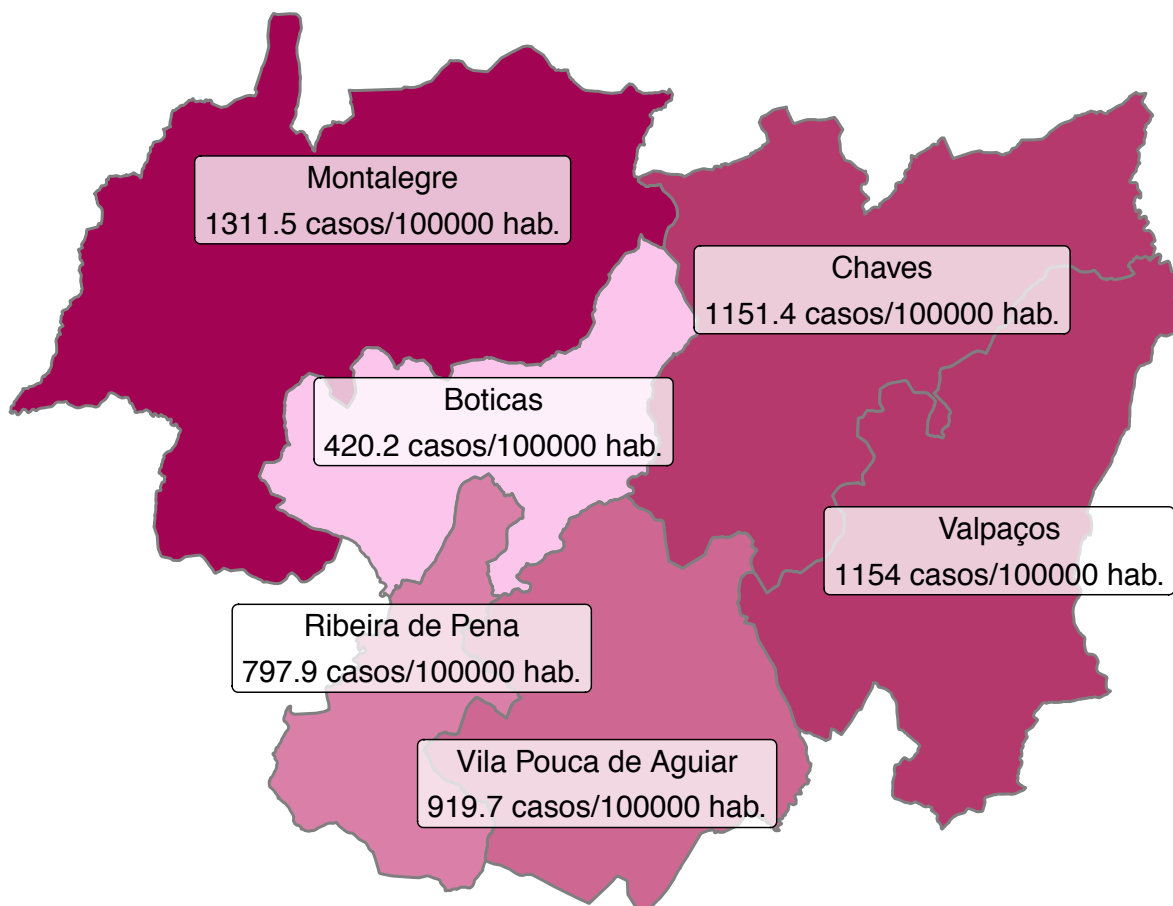 Montalegre
1311.5 casos/100000 hab.
Chaves
1151.4 casos/100000 hab.
Boticas
420.2 casos/100000 hab.
Valpaços
1154 casos/100000 hab.
Ribeira de Pena
797.9 casos/100000 hab.
Vila Pouca de Aguiar
919.7 casos/100000 hab.